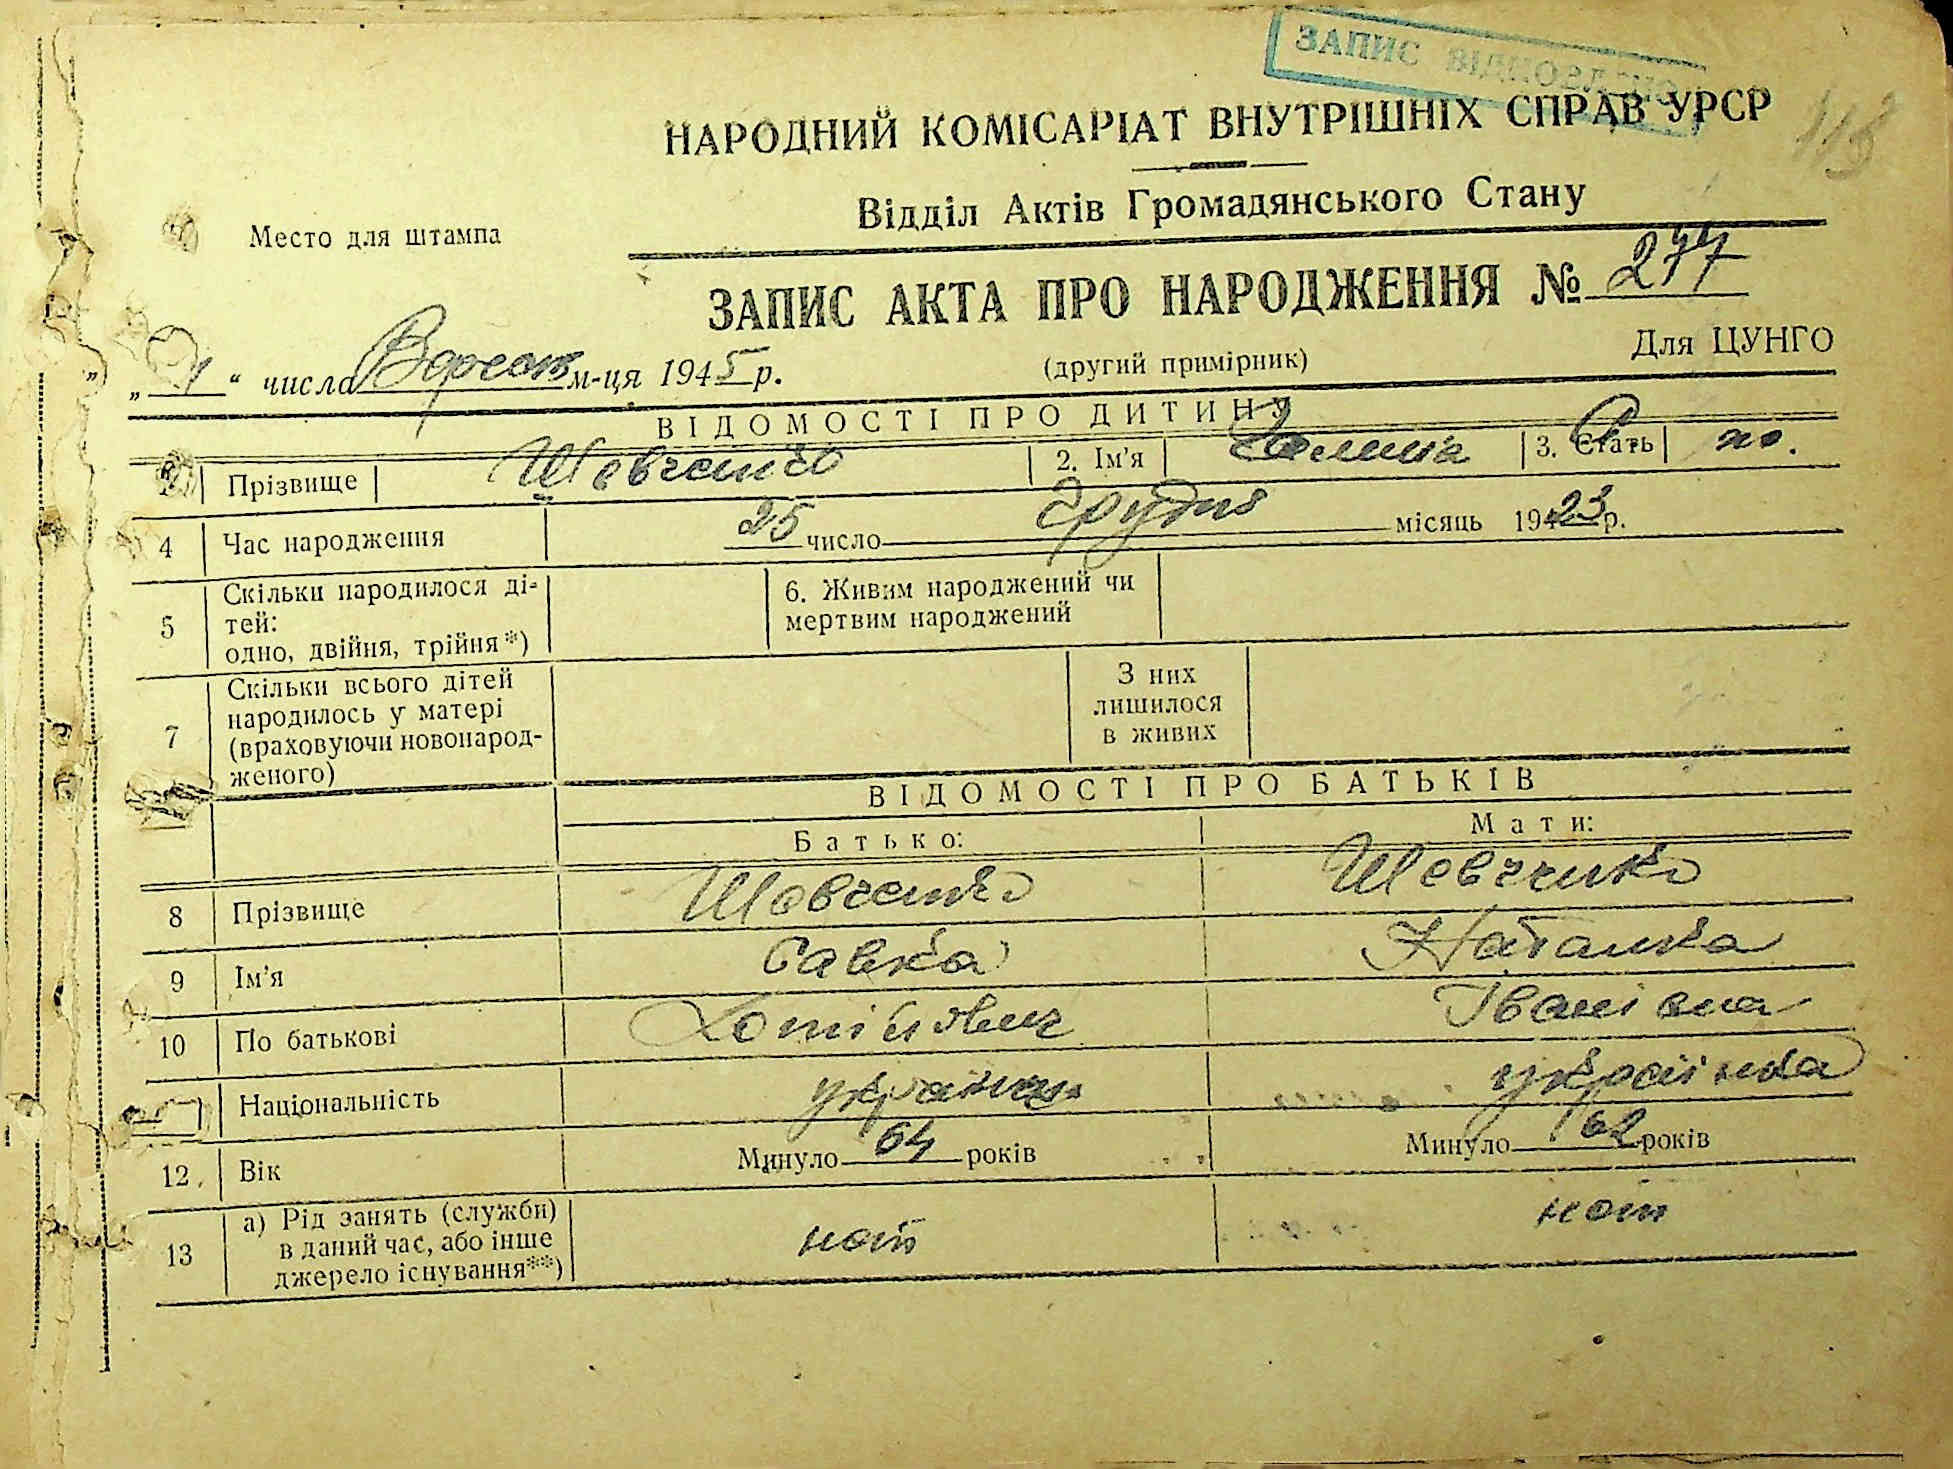 ЗАПИС ВІДНОВЛЕНО
НАРОДНИЙ КОМІСАРІАТ ВНУТРІШНІХ СПРАВ УРСР
Відділ Актів Громадянського Стану
Место для штампа
ЗАПИС АКТА ПРО НАРОДЖЕННЯ № 277
„ 1 “ числа Вересня м-ця 1945 р.
(другий примірник)
Для ЦУНГО
ВІДОМОСТІ ПРО ДИТИНУ
Прізвище Шевченко 2. Ім'я Галина 3. Стать
4 Час народження 25 число грудня місяць 1923 р.
5 Скільки народилося ді-
тей:
одно, двійня, трійня*)
6. Живим народжений чи
мертвим народжений
7 Скільки всього дітей
народилось у матері
(враховуючи новонарод-
женого)
З них
лишилося
в живих
ВІДОМОСТІ ПРО БАТЬКІВ
Батько: Мати:
8 Прізвище Шевченко Шевченко
9 Ім'я Савка Наталка
10 По батькові Іванівна
Національність українець українка
12. Вік Минуло 64 років Минуло 62 років
13 а) Рід занять (служби)
в даний час, або інше
джерело існування**)